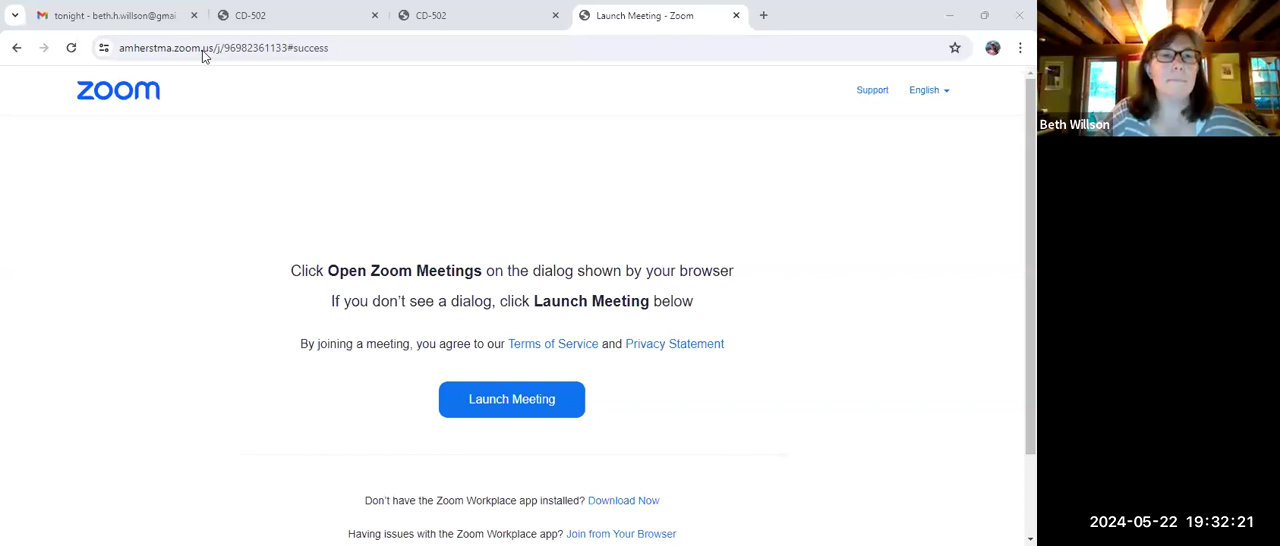 tonight - beth.h.willson@gmai
CD-502
CD-502
Launch Meeting - Zoom
amherstma.zoom.us/j/96982361133#success
zoom
Support
English
Click Open Zoom Meetings on the dialog shown by your browser
If you don't see a dialog, click Launch Meeting below
By joining a meeting, you agree to our Terms of Service and Privacy Statement
Launch Meeting
Don't have the Zoom Workplace app installed? Download Now
Having issues with the Zoom Workplace app? Join from Your Browser
Beth Willson
2024-05-22 19:32:21